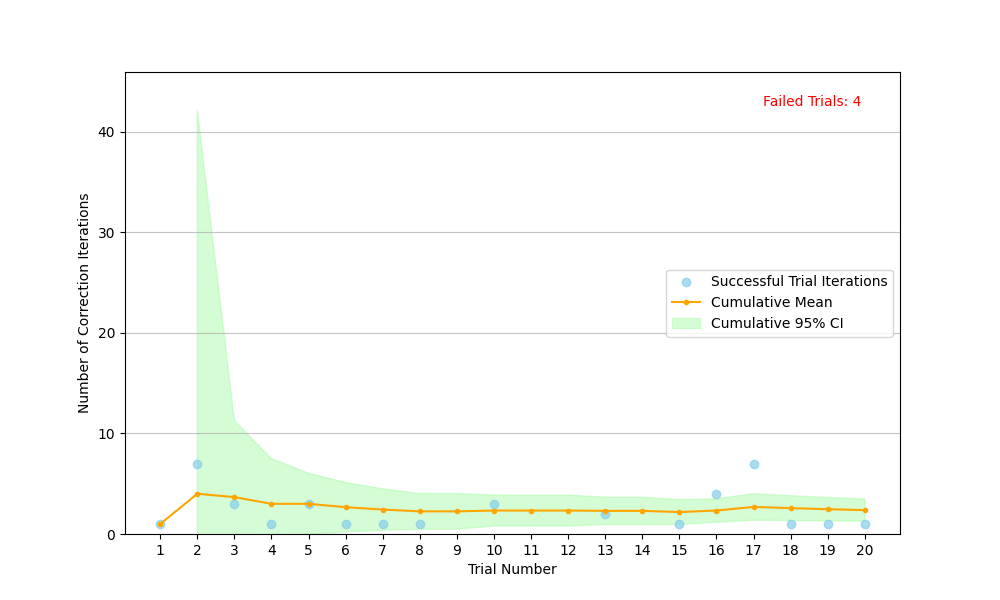 Failed Trials: 4
40
30
20
10
0
Number of Correction Iterations
Successful Trial Iterations
Cumulative Mean
Cumulative 95% CI
1 2 3 4 5 6 7 8 9 10 11 12 13 14 15 16 17 18 19 20
Trial Number